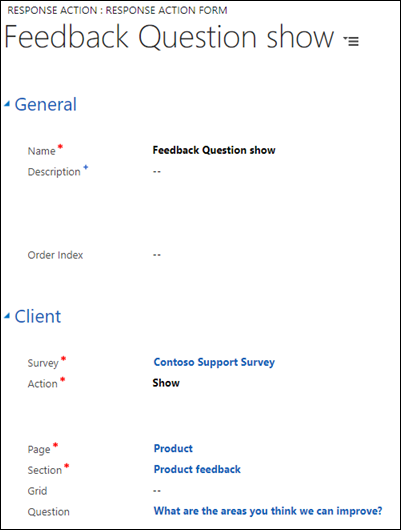 RESPONSE ACTION : RESPONSE ACTION FORM
Feedback Question show
General
Name * Feedback Question show
Description + --
Order Index --
Client
Survey * Contoso Support Survey
Action * Show
Page * Product
Section * Product feedback
Grid --
Question What are the areas you think we can improve?